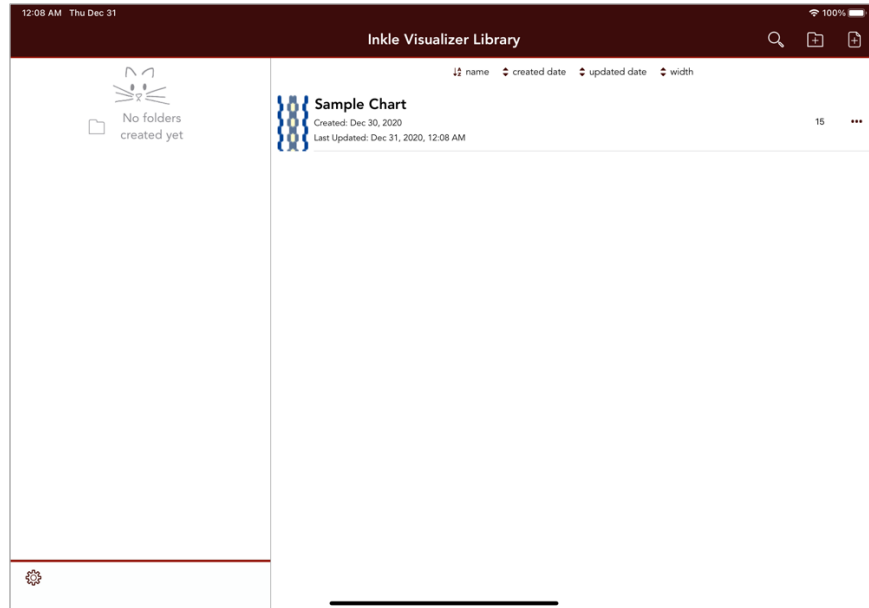 12:08 AM Thu Dec 31
100%
Inkle Visualizer Library
name created date updated date width
No folders
created yet
Sample Chart
Created: Dec 30, 2020
15
Last Updated: Dec 31, 2020, 12:08 AM